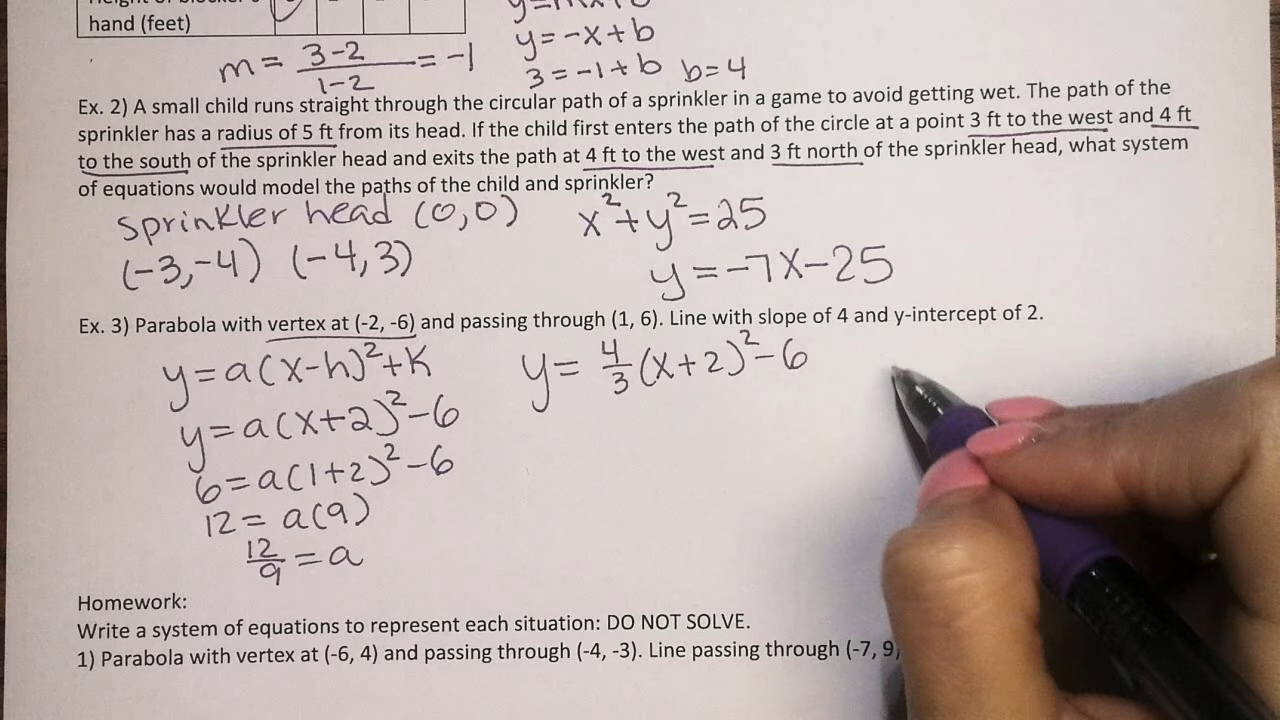 hand (feet)
y=mx+b
m = 3-2 / 1-2 = -1
y=-x+b
3=-1+b b=4
Ex. 2) A small child runs straight through the circular path of a sprinkler in a game to avoid getting wet. The path of the
sprinkler has a radius of 5 ft from its head. If the child first enters the path of the circle at a point 3 ft to the west and 4 ft
to the south of the sprinkler head and exits the path at 4 ft to the west and 3 ft north of the sprinkler head, what system
of equations would model the paths of the child and sprinkler?
sprinkler head (0,0) x²+y²=25
(-3,-4) (-4,3) y=-7x-25
Ex. 3) Parabola with vertex at (-2, -6) and passing through (1, 6). Line with slope of 4 and y-intercept of 2.
y=a(x-h)²+k y= 4/3 (x+2)²-6
y=a(x+2)²-6
6=a(1+2)²-6
12=a(9)
12/9=a
Homework:
Write a system of equations to represent each situation: DO NOT SOLVE.
1) Parabola with vertex at (-6, 4) and passing through (-4, -3). Line passing through (-7, 9,